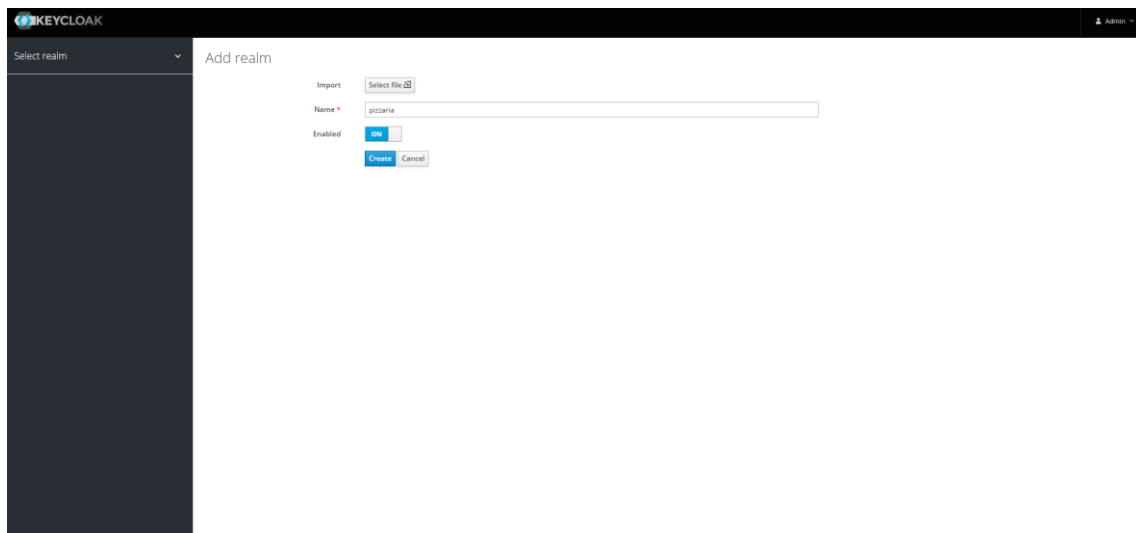 KEYCLOAK
Admin
Select realm
Add realm
Import Select file
Name * pizzaria
Enabled ON
Create Cancel